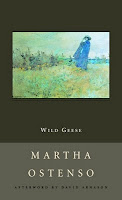 WILD GEESE
MARTHA
OSTENSO
AFTERWORD BY DAVID ARNASON